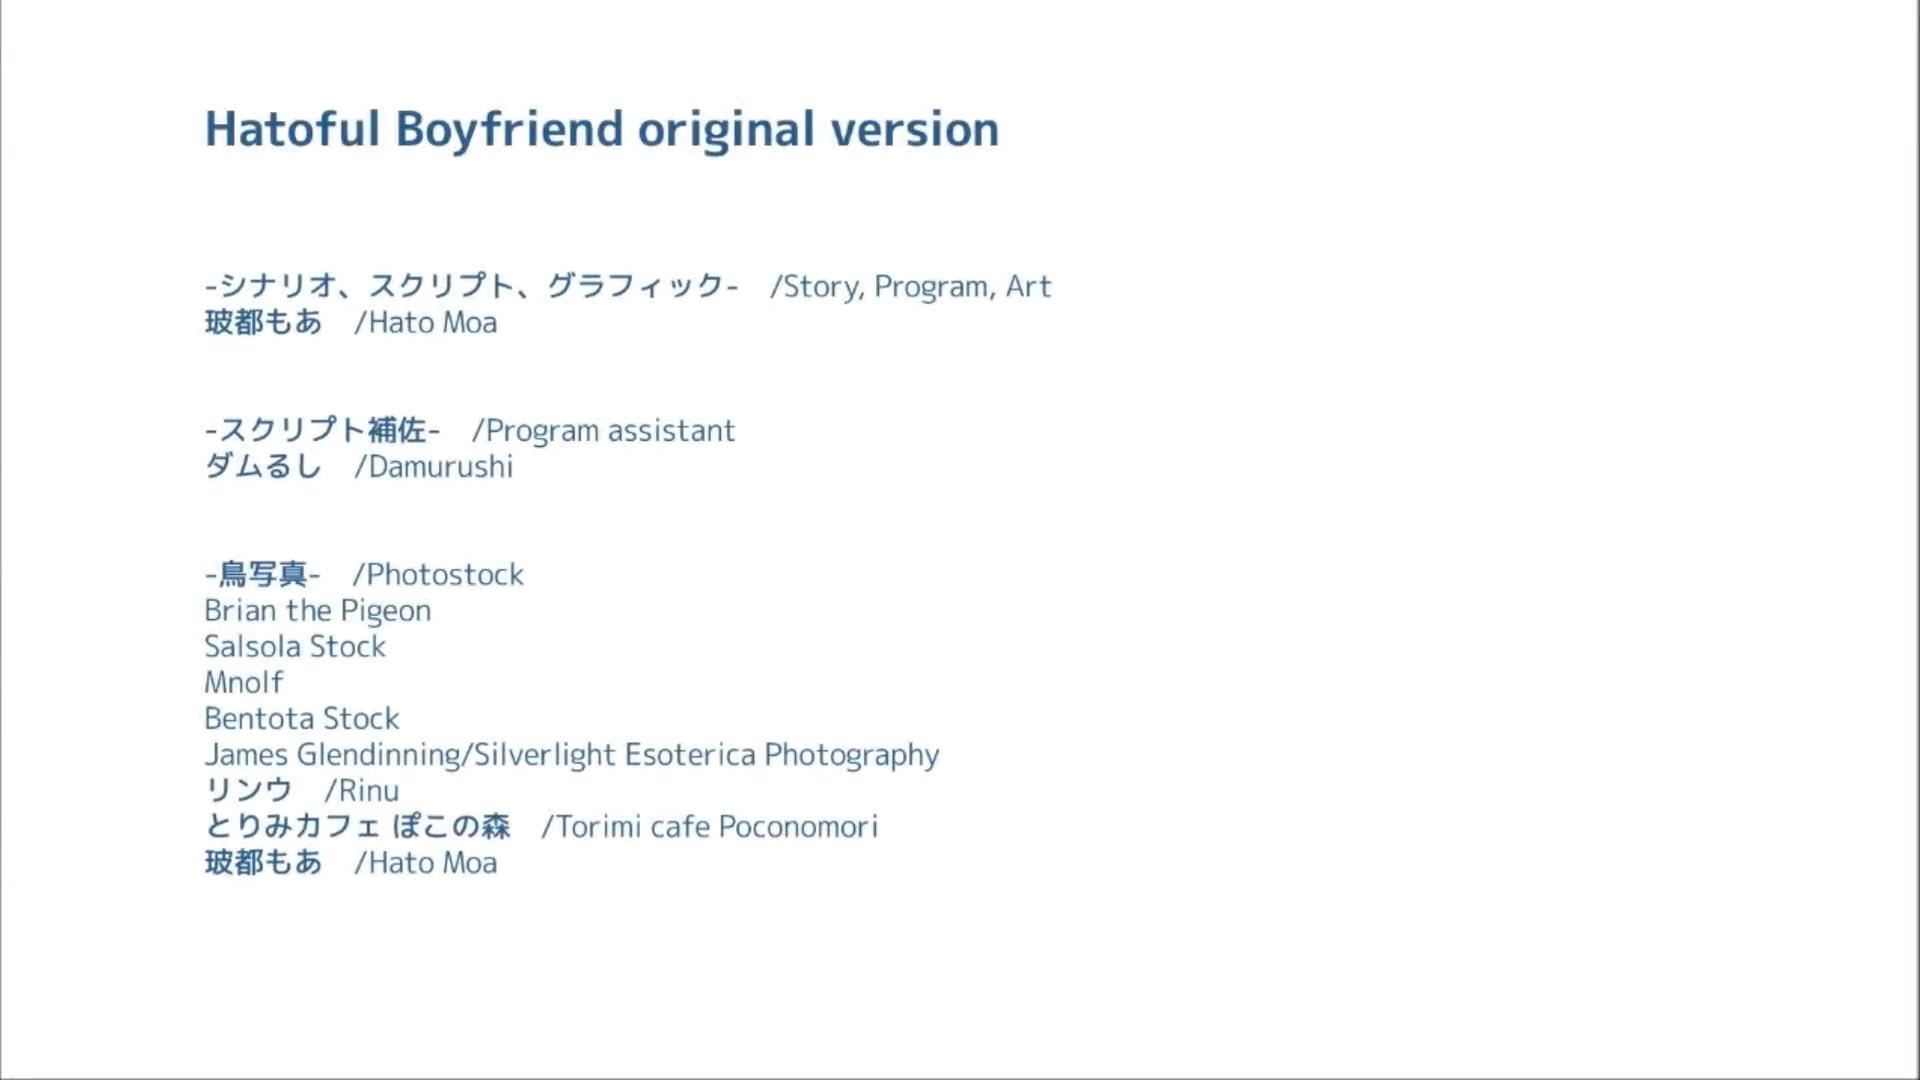 Hatoful Boyfriend original version
-シナリオ、スクリプト、グラフィック-　/Story, Program, Art
玻都もあ　/Hato Moa
-スクリプト補佐-　/Program assistant
ダムるし　/Damurushi
-鳥写真-　/Photostock
Brian the Pigeon
Salsola Stock
Mnolf
Bentota Stock
James Glendinning/Silverlight Esoterica Photography
リンウ　/Rinu
とりみカフェ ぽこの森　/Torimi cafe Poconomori
玻都もあ　/Hato Moa